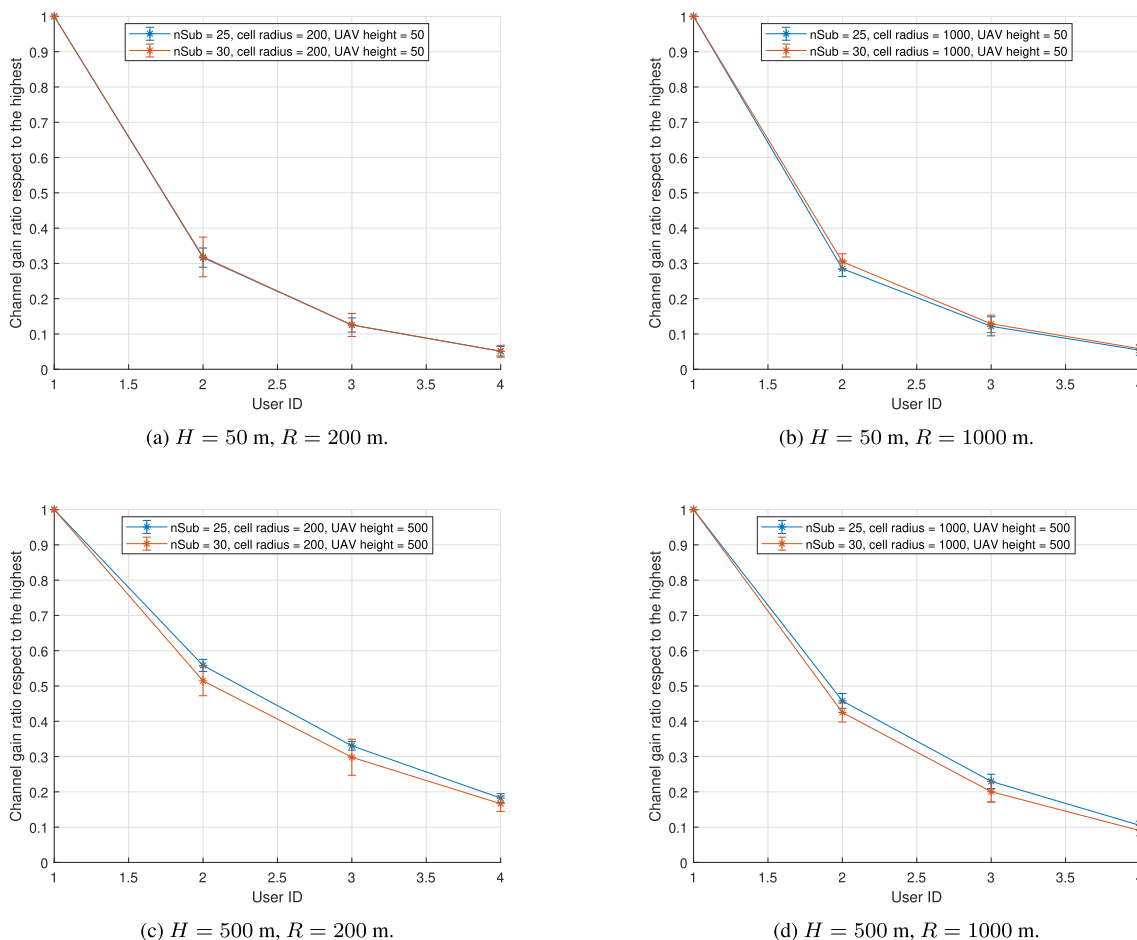 1
0.9
0.8
0.7
0.6
0.5
0.4
0.3
0.2
0.1
0
Channel gain ratio respect to the highest
nSub = 25, cell radius = 200, UAV height = 50
nSub = 30, cell radius = 200, UAV height = 50
1 1.5 2 2.5 3 3.5 4
User ID
(a) H = 50 m, R = 200 m.
1
0.9
0.8
0.7
0.6
0.5
0.4
0.3
0.2
0.1
0
Channel gain ratio respect to the highest
nSub = 25, cell radius = 1000, UAV height = 50
nSub = 30, cell radius = 1000, UAV height = 50
1 1.5 2 2.5 3 3.5 4
User ID
(b) H = 50 m, R = 1000 m.
1
0.9
0.8
0.7
0.6
0.5
0.4
0.3
0.2
0.1
0
Channel gain ratio respect to the highest
nSub = 25, cell radius = 200, UAV height = 500
nSub = 30, cell radius = 200, UAV height = 500
1 1.5 2 2.5 3 3.5 4
User ID
(c) H = 500 m, R = 200 m.
1
0.9
0.8
0.7
0.6
0.5
0.4
0.3
0.2
0.1
0
Channel gain ratio respect to the highest
nSub = 25, cell radius = 1000, UAV height = 500
nSub = 30, cell radius = 1000, UAV height = 500
1 1.5 2 2.5 3 3.5 4
User ID
(d) H = 500 m, R = 1000 m.